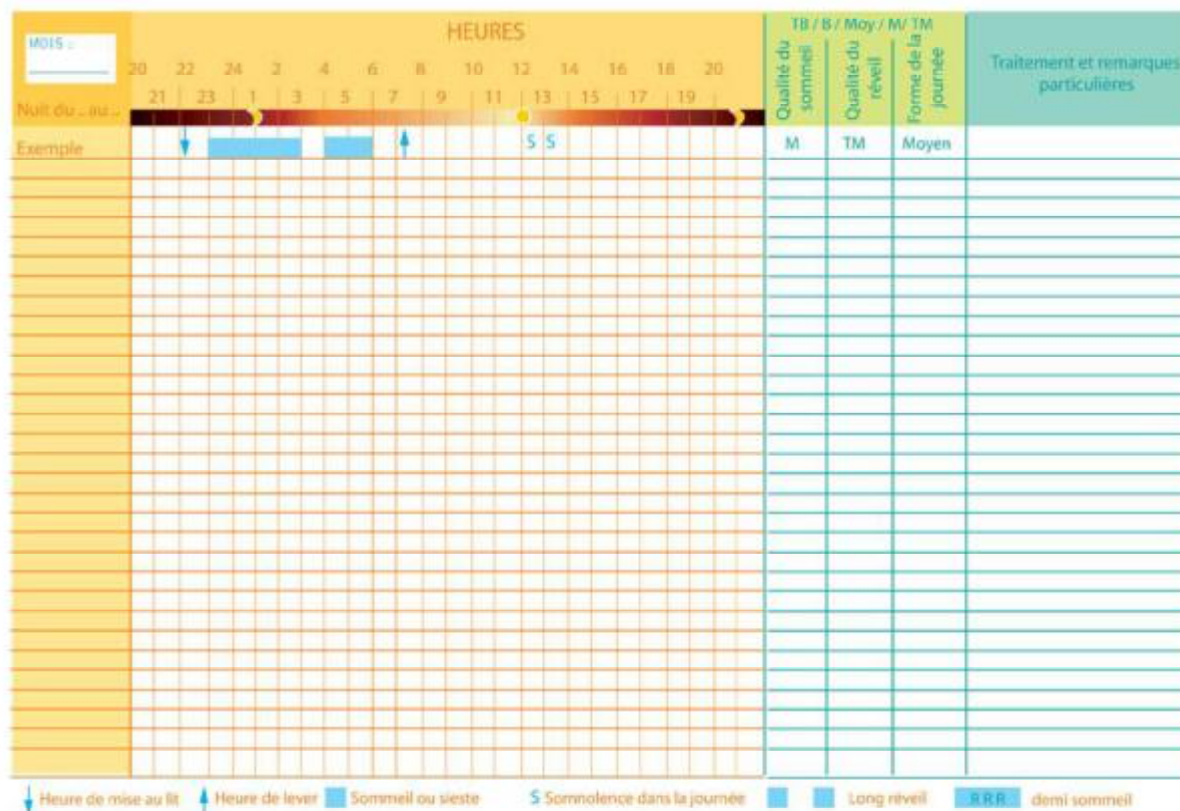 MOIS :
HEURES
20 22 24 2 4 6 8 10 12 14 16 18 20
21 23 1 3 5 7 9 11 13 15 17 19
Nuit du .. au ..
TB / B / Moy / M/ TM
Qualité du sommeil
Qualité du réveil
Forme de la journée
Traitement et remarques
particulières
Exemple
S S
M TM Moyen
Heure de mise au lit
Heure de lever
Sommeil ou sieste
S Somnolence dans la journée
Long réveil
R.R.R. demi sommeil